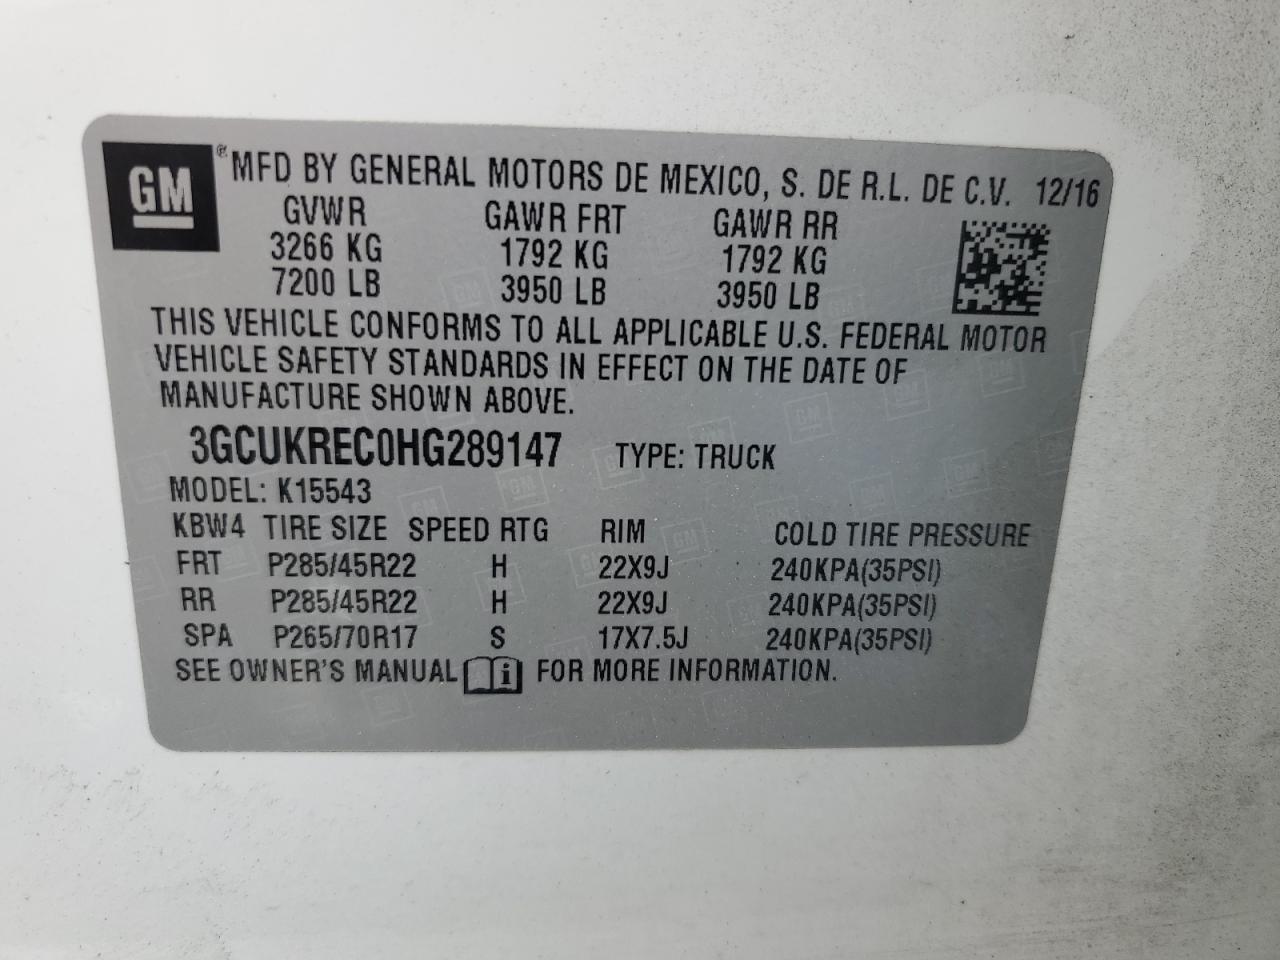 GM
® MFD BY GENERAL MOTORS DE MEXICO, S. DE R.L. DE C.V. 12/16
GVWR GAWR FRT GAWR RR
3266 KG 1792 KG 1792 KG
7200 LB 3950 LB 3950 LB
THIS VEHICLE CONFORMS TO ALL APPLICABLE U.S. FEDERAL MOTOR
VEHICLE SAFETY STANDARDS IN EFFECT ON THE DATE OF
MANUFACTURE SHOWN ABOVE.
3GCUKREC0HG289147 TYPE: TRUCK
MODEL: K15543
KBW4 TIRE SIZE SPEED RTG RIM COLD TIRE PRESSURE
FRT P285/45R22 H 22X9J 240KPA(35PSI)
RR P285/45R22 H 22X9J 240KPA(35PSI)
SPA P265/70R17 S 17X7.5J 240KPA(35PSI)
SEE OWNER'S MANUAL i FOR MORE INFORMATION.